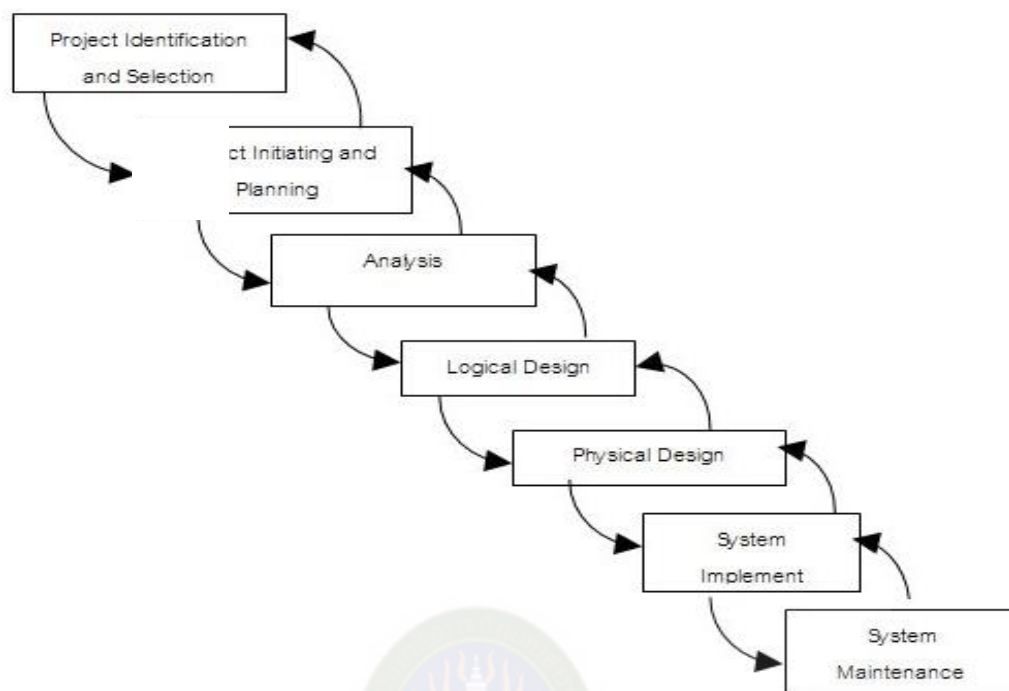 Project Identification
and Selection
ct Initiating and
Planning
Analysis
Logical Design
Physical Design
System
Implement
System
Maintenance